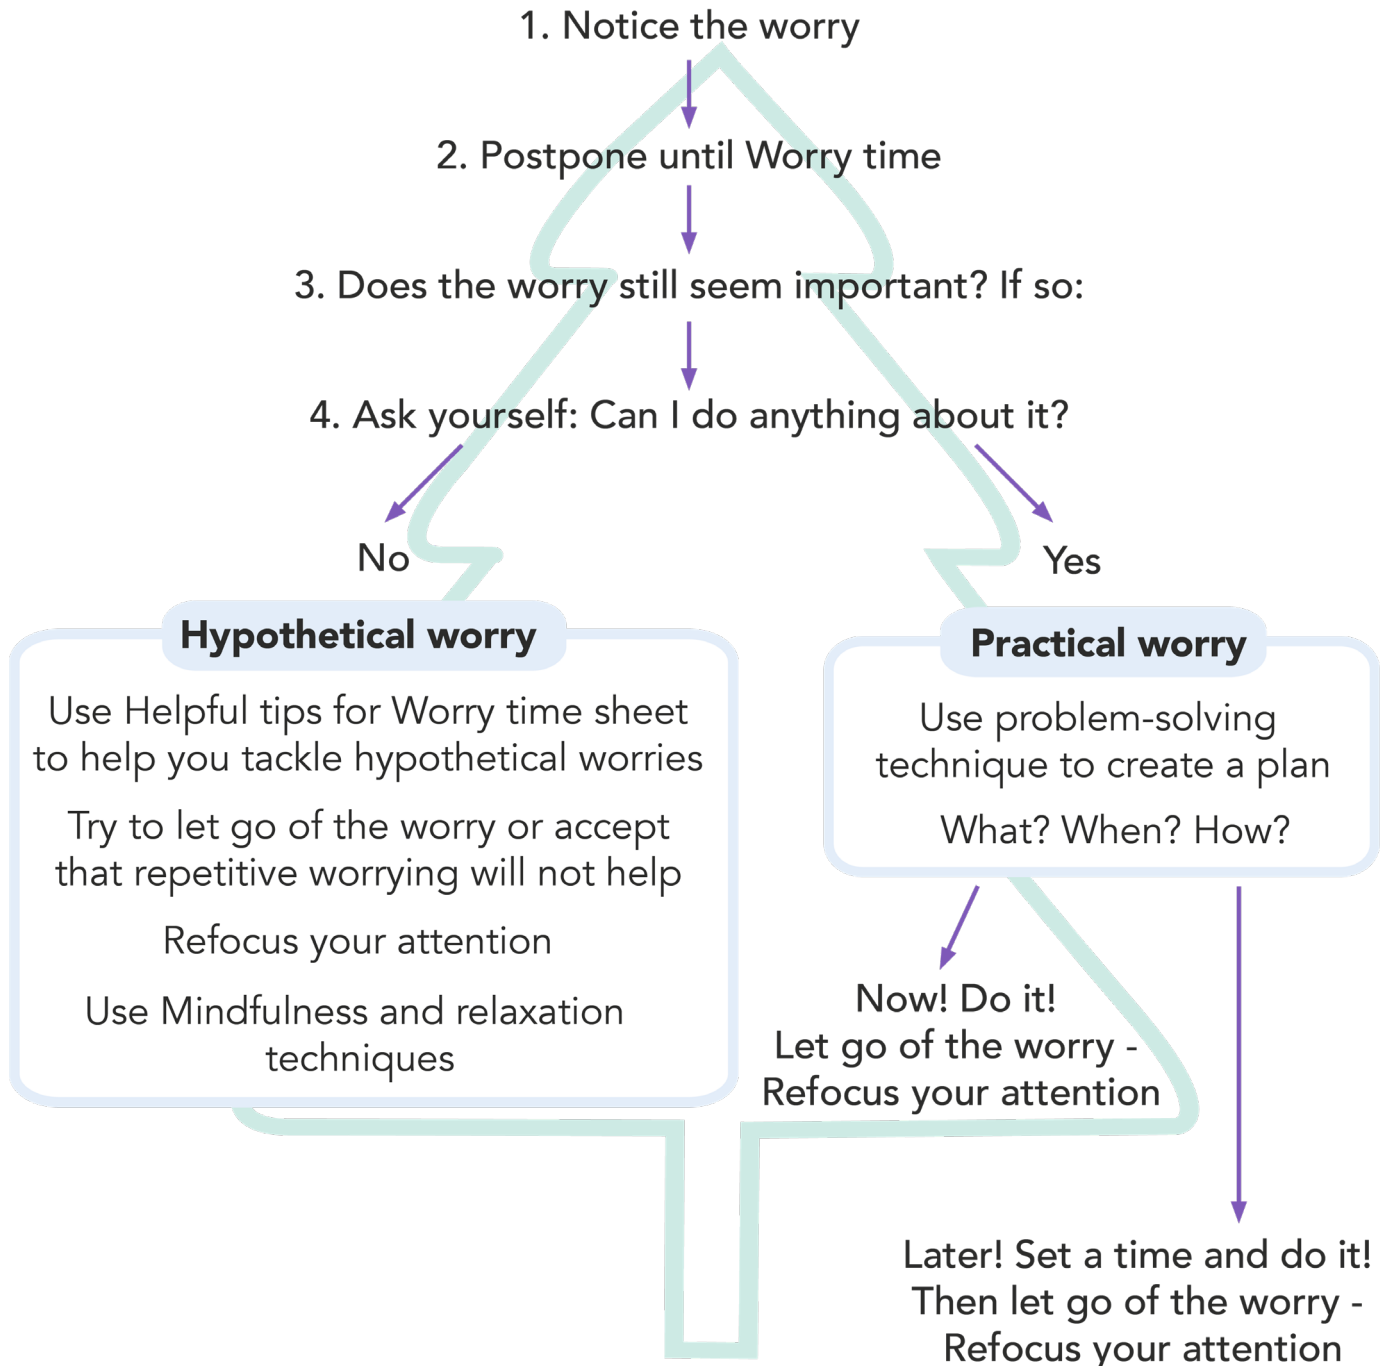 1. Notice the worry
2. Postpone until Worry time
3. Does the worry still seem important? If so:
4. Ask yourself: Can I do anything about it?
No
Hypothetical worry
Use Helpful tips for Worry time sheet
to help you tackle hypothetical worries
Try to let go of the worry or accept
that repetitive worrying will not help
Refocus your attention
Use Mindfulness and relaxation
techniques
Yes
Practical worry
Use problem-solving
technique to create a plan
What? When? How?
Now! Do it!
Let go of the worry -
Refocus your attention
Later! Set a time and do it!
Then let go of the worry -
Refocus your attention